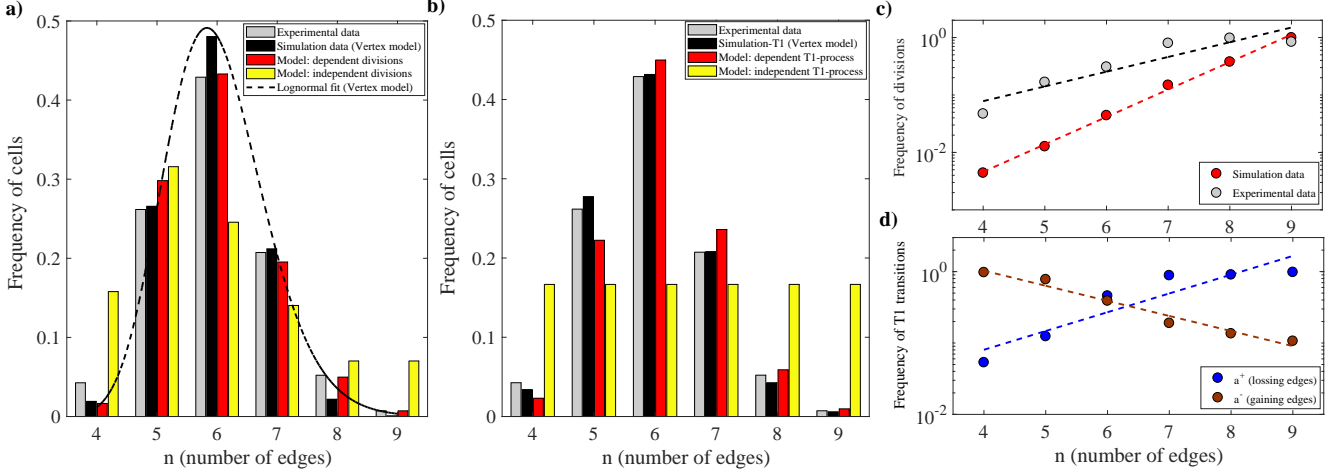 a)
0.5
0.4
0.3
0.2
0.1
0
Frequency of cells
Experimental data
Simulation data (Vertex model)
Model: dependent divisions
Model: independent divisions
Lognormal fit (Vertex model)
4 5 6 7 8 9
n (number of edges)
b)
0.5
0.4
0.3
0.2
0.1
0
Frequency of cells
Experimental data
Simulation-T1 (Vertex model)
Model: dependent T1-process
Model: independent T1-process
4 5 6 7 8 9
n (number of edges)
c)
10^0
10^-2
Frequency of divisions
Simulation data
Experimental data
4 5 6 7 8 9
d)
10^0
10^-2
Frequency of T1 transitions
a^+ (lossing edges)
a^- (gaining edges)
4 5 6 7 8 9
n (number of edges)